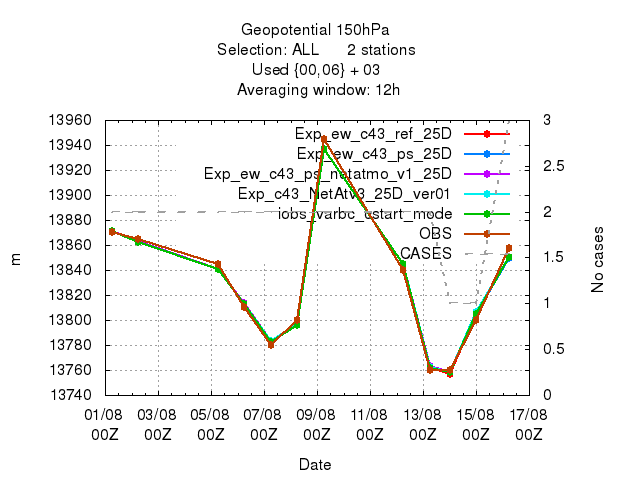 Geopotential 150hPa
Selection: ALL 2 stations
Used {00,06} + 03
Averaging window: 12h
13960
13940
13920
13900
13880
13860
13840
13820
13800
13780
13760
13740
m
3
2.5
2
1.5
1
0.5
0
No cases
Exp_ew_c43_ref_25D
Exp_ew_c43_ps_25D
Exp_ew_c43_ps_netatmo_v1_25D
Exp_c43_NetAtv3_25D_ver01
iobs_varbc_cstart_mode
OBS
CASES
01/08 03/08 05/08 07/08 09/08 11/08 13/08 15/08 17/08
00Z 00Z 00Z 00Z 00Z 00Z 00Z 00Z 00Z
Date